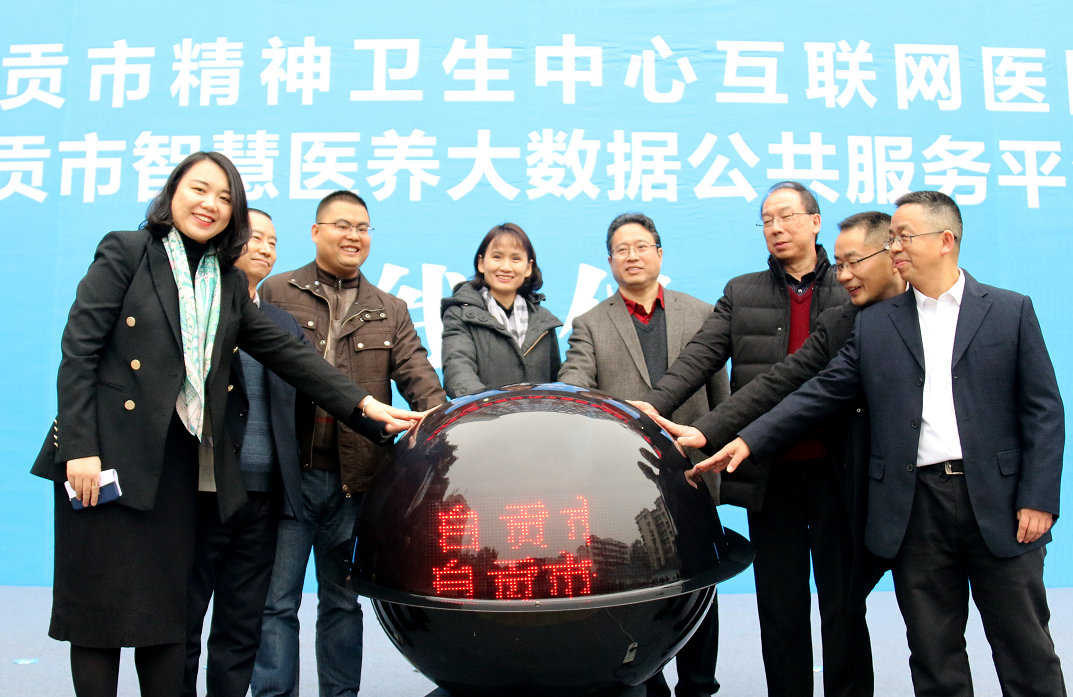 贡市精神卫生中心互联网医
贡市智慧医养大数据公共服务平
自贡
自贡市